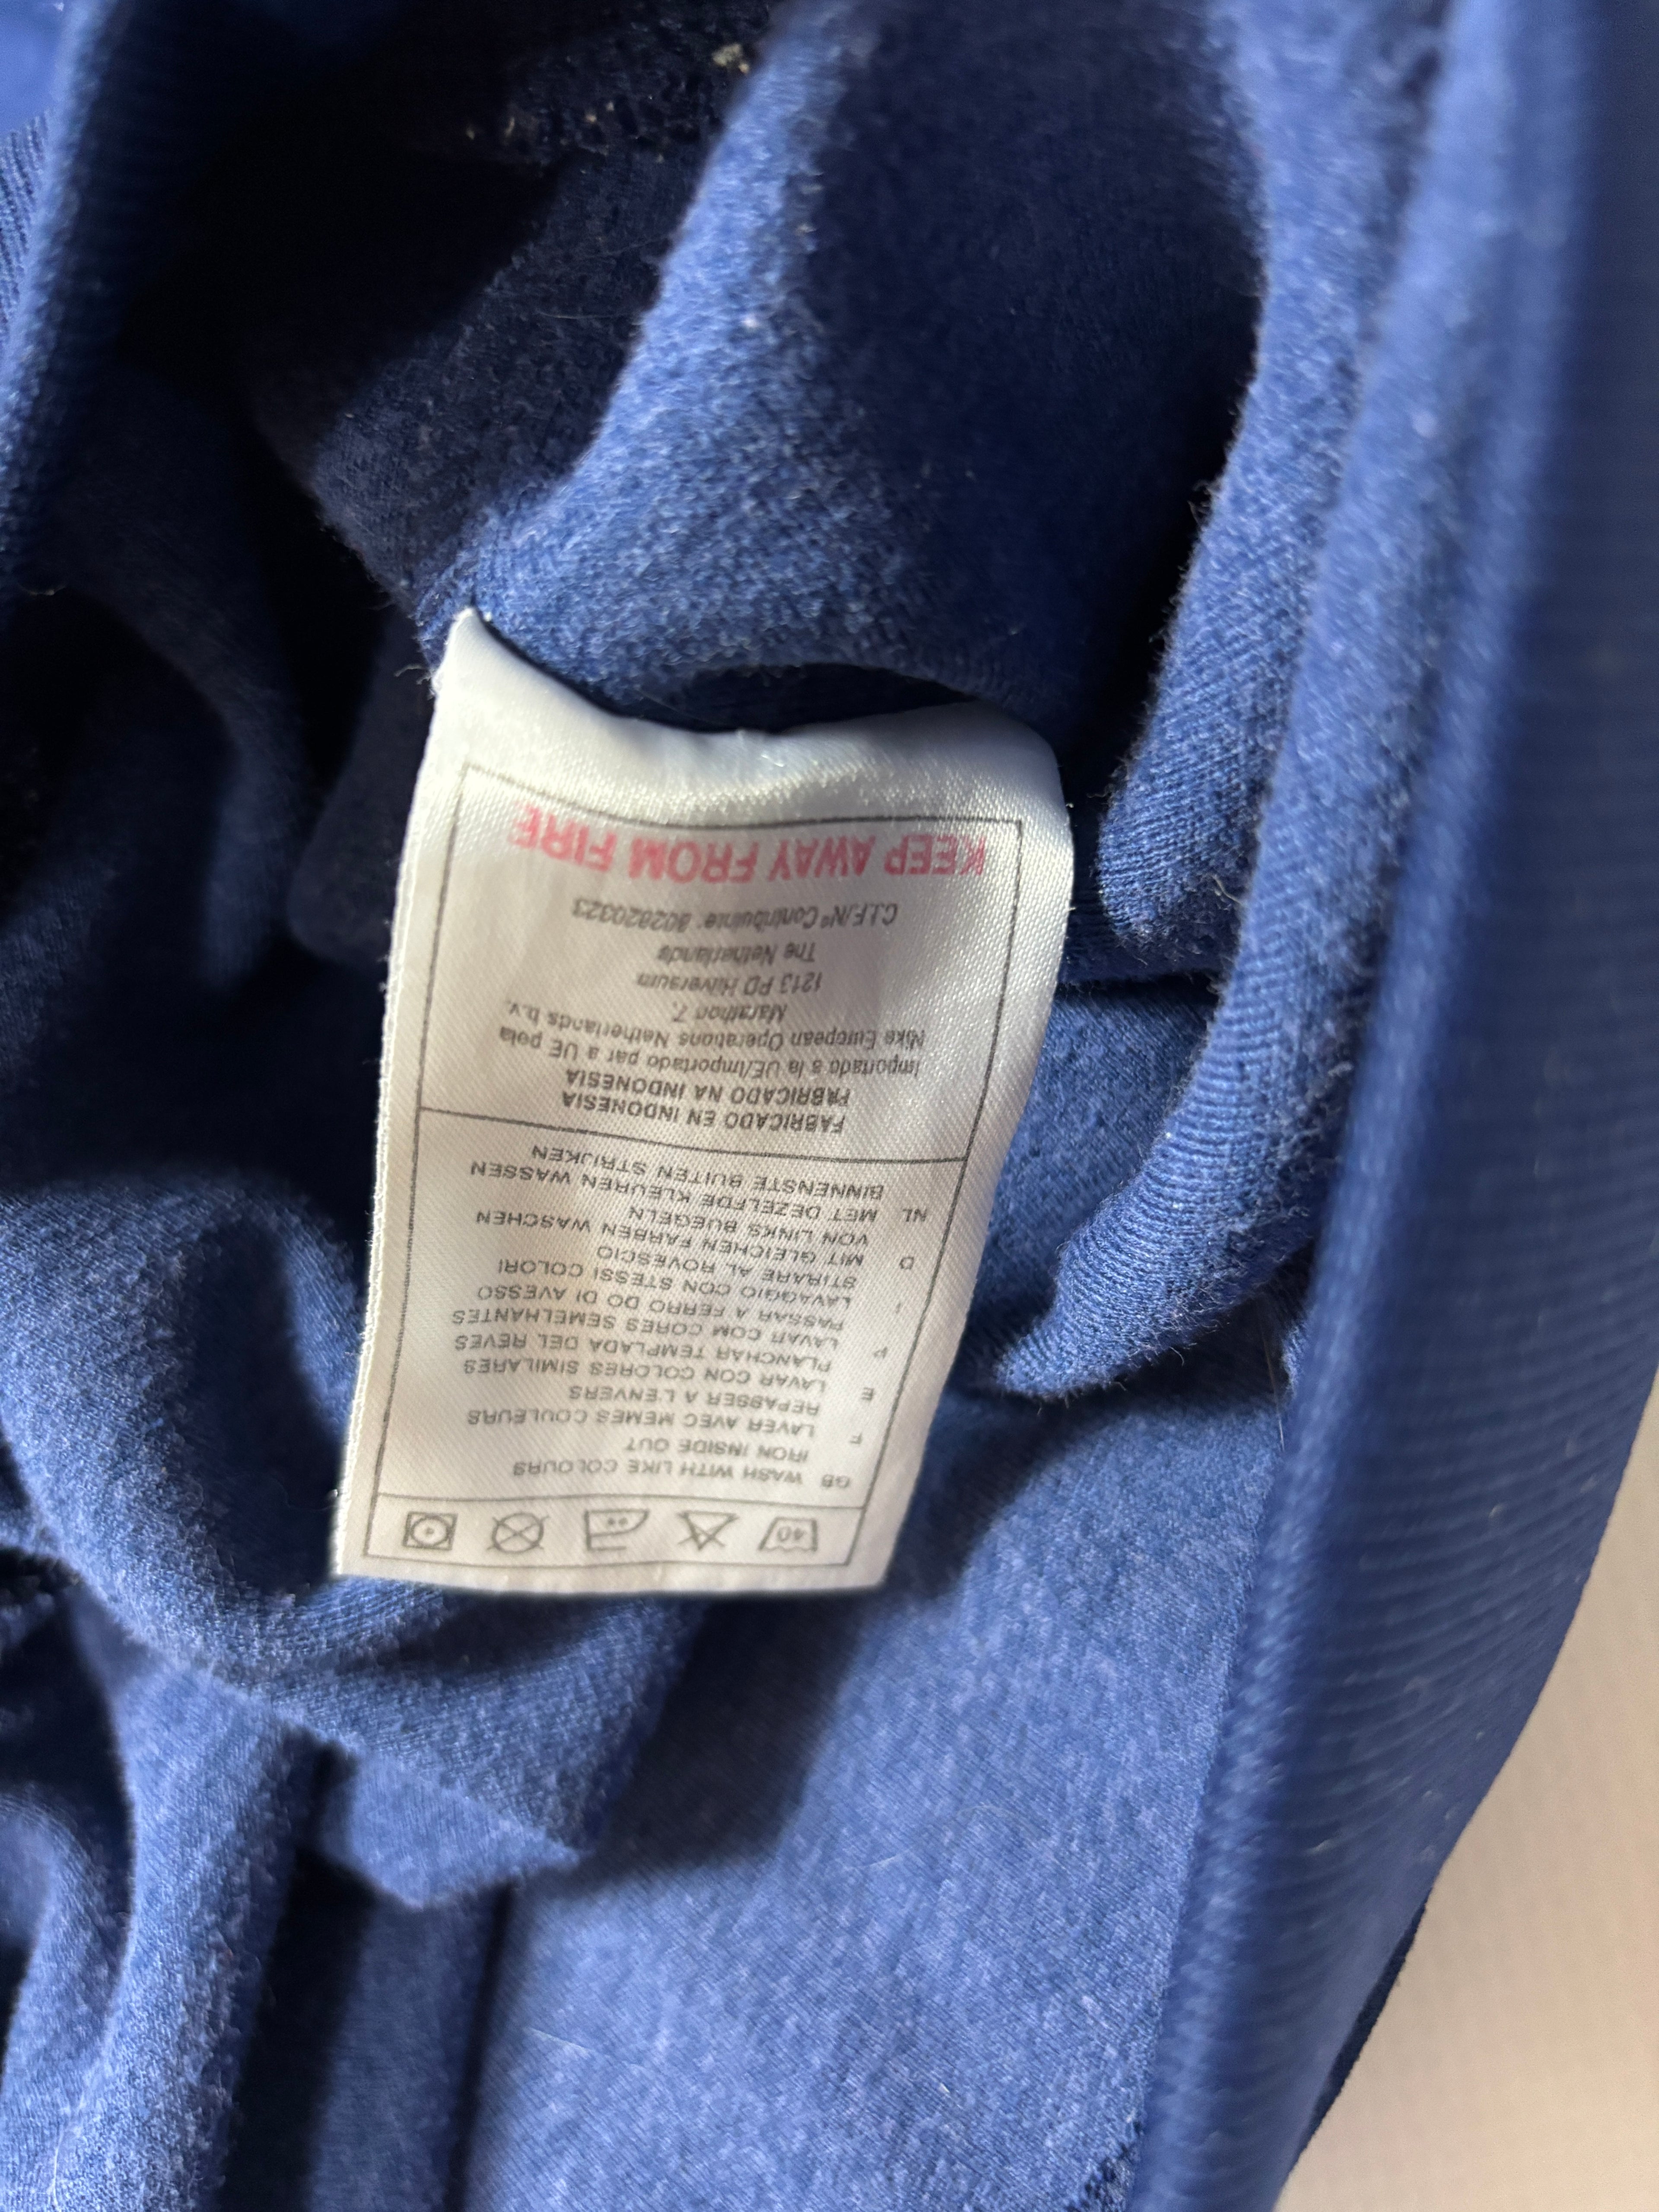 40
GB WASH WITH LIKE COLOURS
IRON INSIDE OUT
F LAVER AVEC MEMES COULEURS
REPASSER A L'ENVERS
E LAVAR CON COLORES SIMILARES
PLANCHAR TEMPLADA DEL REVES
P LAVAR COM CORES SEMELHANTES
PASSAR A FERRO DO DI AVESSO
I LAVAGGIO CON STESSI COLORI
STIRARE AL ROVESCIO
D MIT GLEICHEN FARBEN WASCHEN
VON LINKS BUEGELN
NL MET DEZELFDE KLEUREN WASSEN
BINNENSTE BUITEN STRIJKEN
FABRICADO EN INDONESIA
FABRICADO NA INDONESIA
Importado a la UE/Importado par a UE pela
Nike European Operations Netherlands b.v.
Marathon 7,
1213 PD Hilversum
The Netherlands
C.I.F/Nº Contribuinte: 802820323
KEEP AWAY FROM FIRE